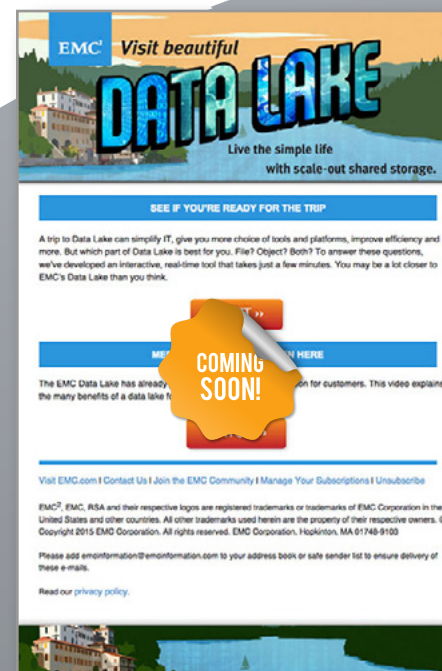 EMC²
Visit beautiful
DATA LAKE
Live the simple life
with scale-out shared storage.
SEE IF YOU'RE READY FOR THE TRIP
A trip to Data Lake can simplify IT, give you more choice of tools and platforms, improve efficiency and
more. But which part of Data Lake is best for you. File? Object? Both? To answer these questions,
we've developed an interactive, real-time tool that takes just a few minutes. You may be a lot closer to
EMC's Data Lake than you think.
COMING
SOON!
HERE
The EMC Data Lake has already on for customers. This video explains
the many benefits of a data lake
Visit EMC.com I Contact Us I Join the EMC Community I Manage Your Subscriptions I Unsubscribe
EMC², EMC, RSA and their respective logos are registered trademarks or trademarks of EMC Corporation in the
United States and other countries. All other trademarks used herein are the property of their respective owners. ©
Copyright 2015 EMC Corporation. All rights reserved. EMC Corporation, Hopkinton, MA 01748-9103
Please add emcinformation@emcinformation.com to your address book or safe sender list to ensure delivery of
these e-mails.
Read our privacy policy.